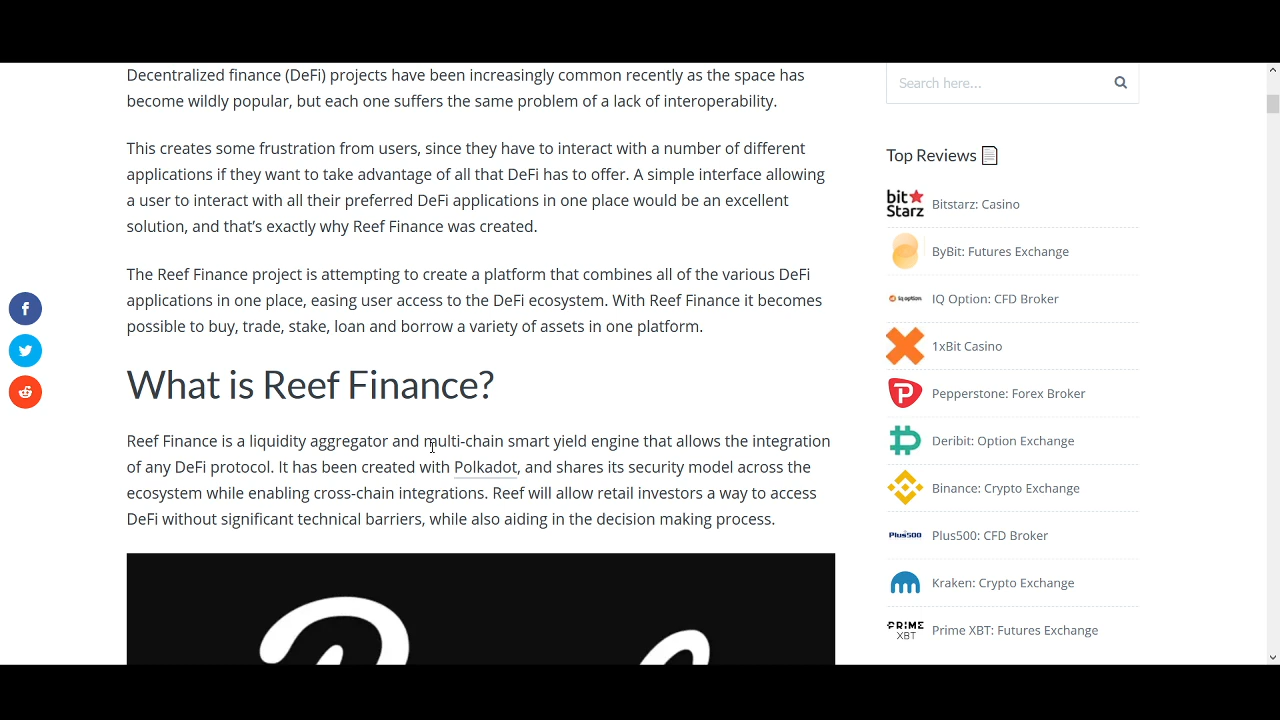 Decentralized finance (DeFi) projects have been increasingly common recently as the space has
become wildly popular, but each one suffers the same problem of a lack of interoperability.
This creates some frustration from users, since they have to interact with a number of different
applications if they want to take advantage of all that DeFi has to offer. A simple interface allowing
a user to interact with all their preferred DeFi applications in one place would be an excellent
solution, and that’s exactly why Reef Finance was created.
The Reef Finance project is attempting to create a platform that combines all of the various DeFi
applications in one place, easing user access to the DeFi ecosystem. With Reef Finance it becomes
possible to buy, trade, stake, loan and borrow a variety of assets in one platform.
What is Reef Finance?
Reef Finance is a liquidity aggregator and multi-chain smart yield engine that allows the integration
of any DeFi protocol. It has been created with Polkadot, and shares its security model across the
ecosystem while enabling cross-chain integrations. Reef will allow retail investors a way to access
DeFi without significant technical barriers, while also aiding in the decision making process.
Search here...
Top Reviews
bit
Starz
Bitstarz: Casino
ByBit: Futures Exchange
iq option
IQ Option: CFD Broker
1xBit Casino
Pepperstone: Forex Broker
Deribit: Option Exchange
Binance: Crypto Exchange
Plus500
Plus500: CFD Broker
Kraken: Crypto Exchange
PRIME
XBT
Prime XBT: Futures Exchange